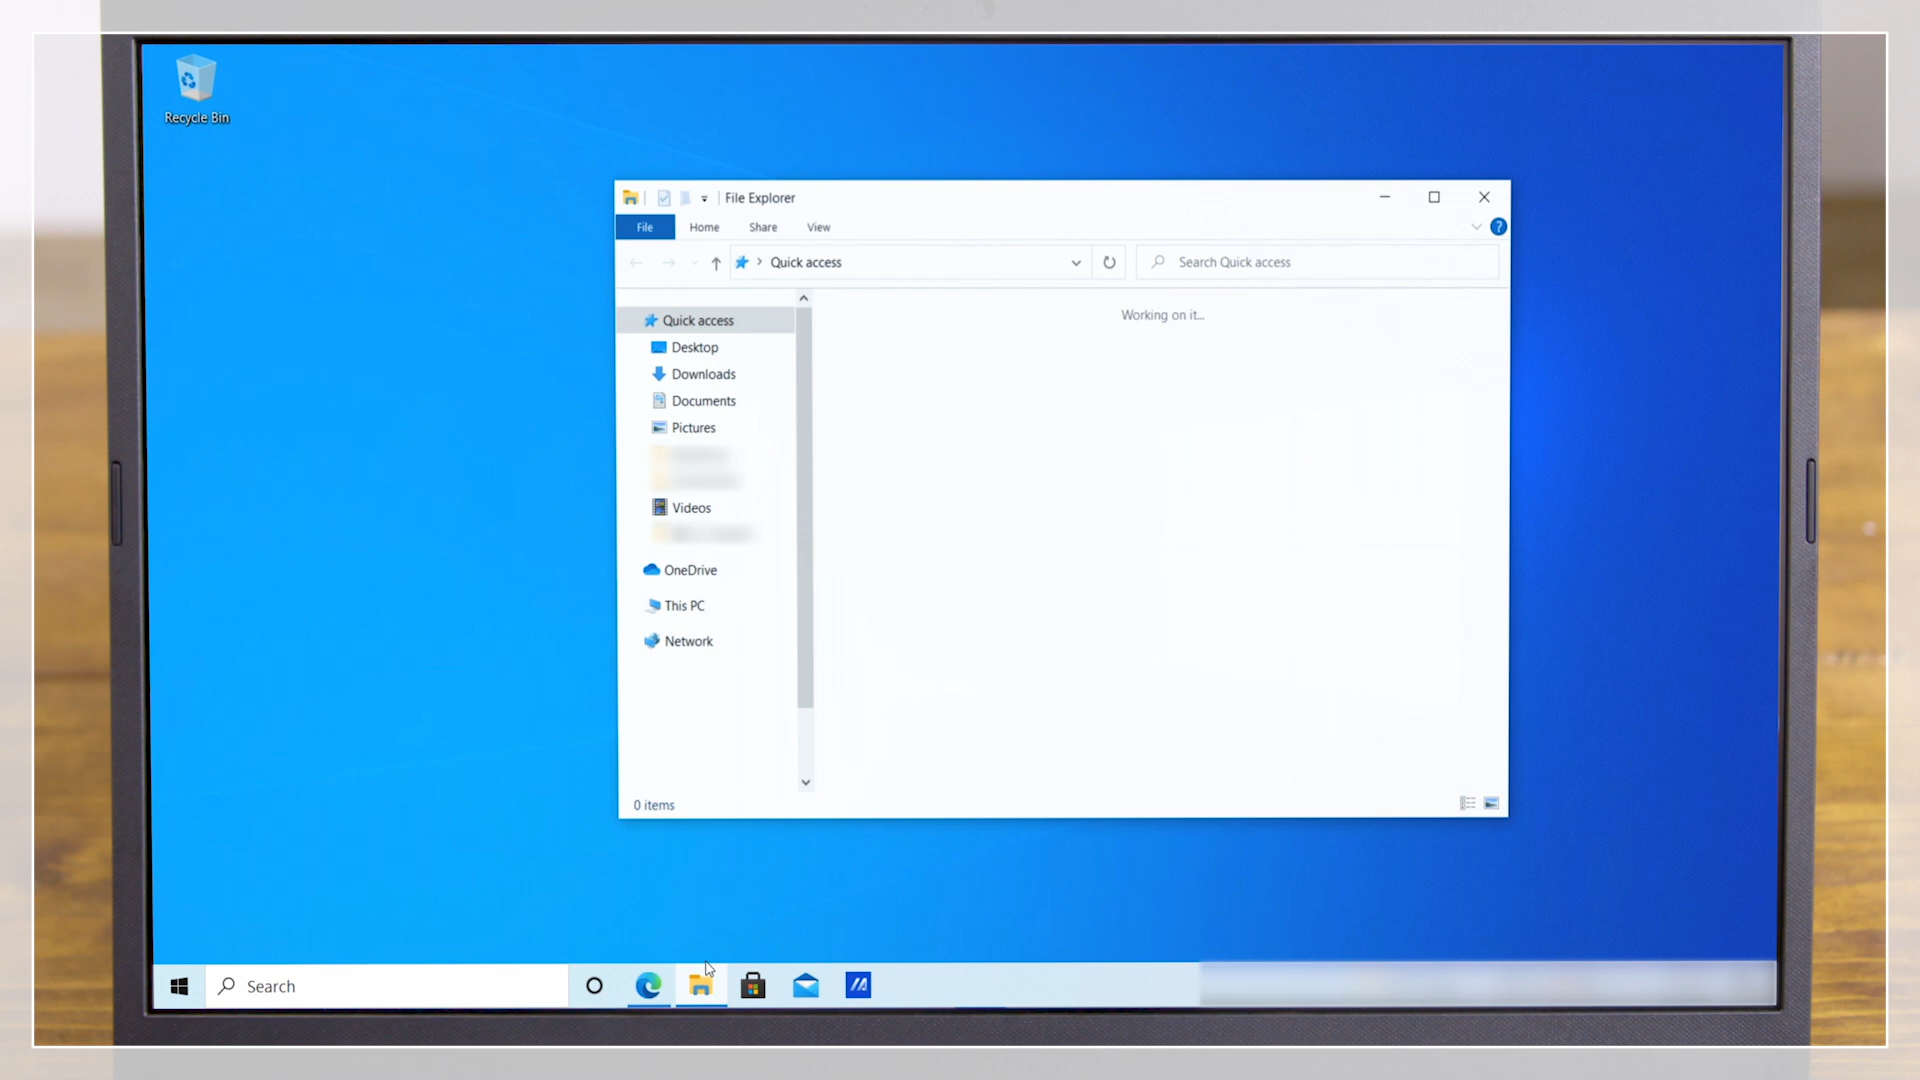 Recycle Bin
File Explorer
File Home Share View
Quick access
Search Quick access
Working on it...
Quick access
Desktop
Downloads
Documents
Pictures
Videos
OneDrive
This PC
Network
0 items
Search